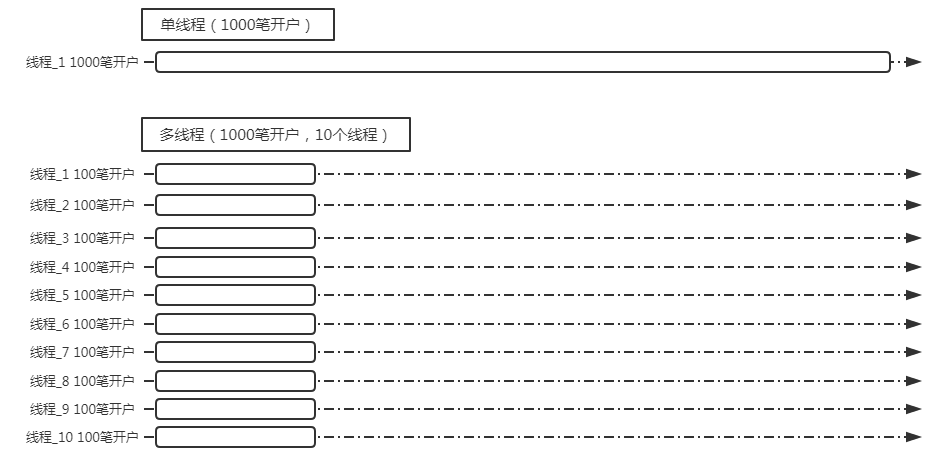 单线程（1000笔开户）
线程_1 1000笔开户
多线程（1000笔开户，10个线程）
线程_1 100笔开户
线程_2 100笔开户
线程_3 100笔开户
线程_4 100笔开户
线程_5 100笔开户
线程_6 100笔开户
线程_7 100笔开户
线程_8 100笔开户
线程_9 100笔开户
线程_10 100笔开户